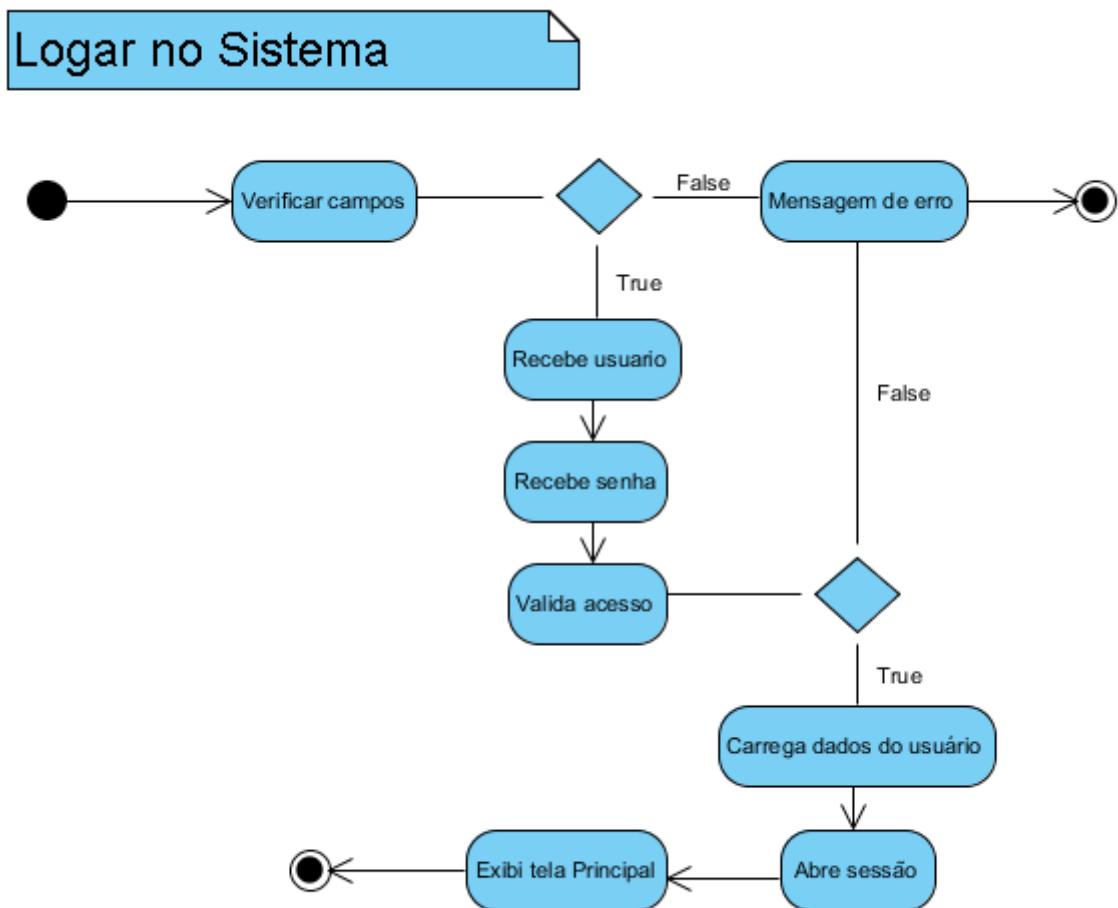 Logar no Sistema
Verificar campos
False
Mensagem de erro
True
Recebe usuario
False
Recebe senha
Valida acesso
True
Carrega dados do usuário
Exibi tela Principal
Abre sessão